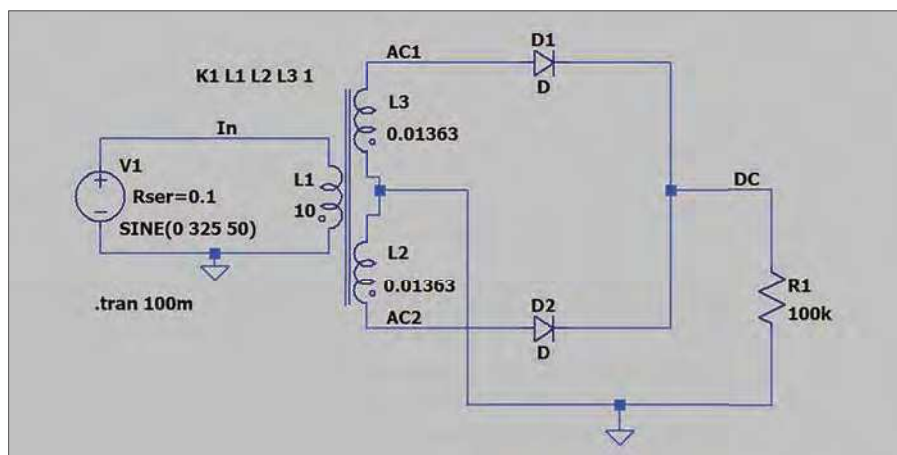 K1 L1 L2 L3 1
AC1
D1
D
L3
0.01363
In
V1
Rser=0.1
SINE(0 325 50)
L1
10
DC
L2
0.01363
R1
100k
.tran 100m
AC2
D2
D